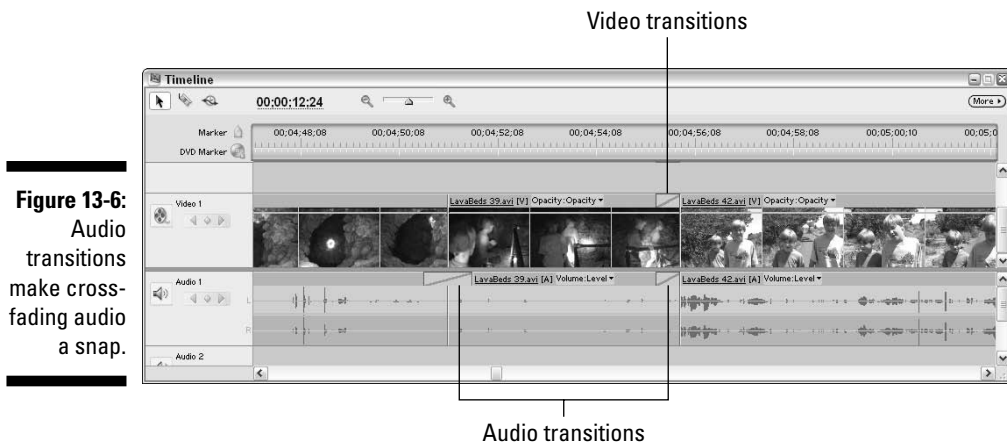 Video transitions
Timeline
00;00;12;24
More
Marker
00;04;48;08 00;04;50;08 00;04;52;08 00;04;54;08 00;04;56;08 00;04;58;08 00;05;00;10 00;05;0
DVD Marker
Figure 13-6:
Audio
transitions
make cross-
fading audio
a snap.
Video 1
LavaBeds 39.avi [V] Opacity:Opacity
LavaBeds 42.avi [V] Opacity:Opacity
Audio 1
LavaBeds 39.avi [A] Volume:Level
LavaBeds 42.avi [A] Volume:Level
L
R
Audio 2
Audio transitions